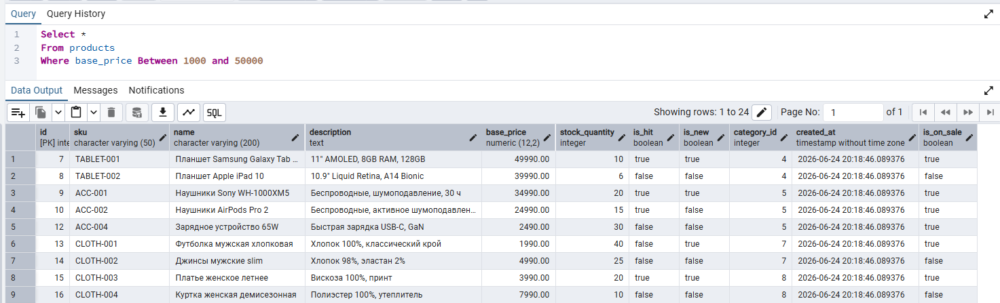 Query Query History
1 Select *
2 From products
3 Where base_price Between 1000 and 50000
Data Output Messages Notifications
SQL Showing rows: 1 to 24 Page No: 1 of 1
id sku name description base_price stock_quantity is_hit is_new category_id created_at is_on_sale
[PK] inte character varying (50) character varying (200) text numeric (12,2) integer boolean boolean integer timestamp without time zone boolean
1 7 TABLET-001 Планшет Samsung Galaxy Tab ... 11" AMOLED, 8GB RAM, 128GB 49990.00 10 true true 4 2026-06-24 20:18:46.089376 true
2 8 TABLET-002 Планшет Apple iPad 10 10.9" Liquid Retina, A14 Bionic 39990.00 6 false false 4 2026-06-24 20:18:46.089376 false
3 9 ACC-001 Наушники Sony WH-1000XM5 Беспроводные, шумоподавление, 30 ч 34990.00 20 true true 5 2026-06-24 20:18:46.089376 true
4 10 ACC-002 Наушники AirPods Pro 2 Беспроводные, активное шумоподавлен... 24990.00 15 true false 5 2026-06-24 20:18:46.089376 true
5 12 ACC-004 Зарядное устройство 65W Быстрая зарядка USB-C, GaN 2490.00 30 false false 5 2026-06-24 20:18:46.089376 true
6 13 CLOTH-001 Футболка мужская хлопковая Хлопок 100%, классический крой 1990.00 40 false true 7 2026-06-24 20:18:46.089376 true
7 14 CLOTH-002 Джинсы мужские slim Хлопок 98%, эластан 2% 4990.00 25 false false 7 2026-06-24 20:18:46.089376 false
8 15 CLOTH-003 Платье женское летнее Вискоза 100%, принт 3990.00 20 true true 8 2026-06-24 20:18:46.089376 true
9 16 CLOTH-004 Куртка женская демисезонная Полиэстер 100%, утеплитель 7990.00 10 false false 8 2026-06-24 20:18:46.089376 false